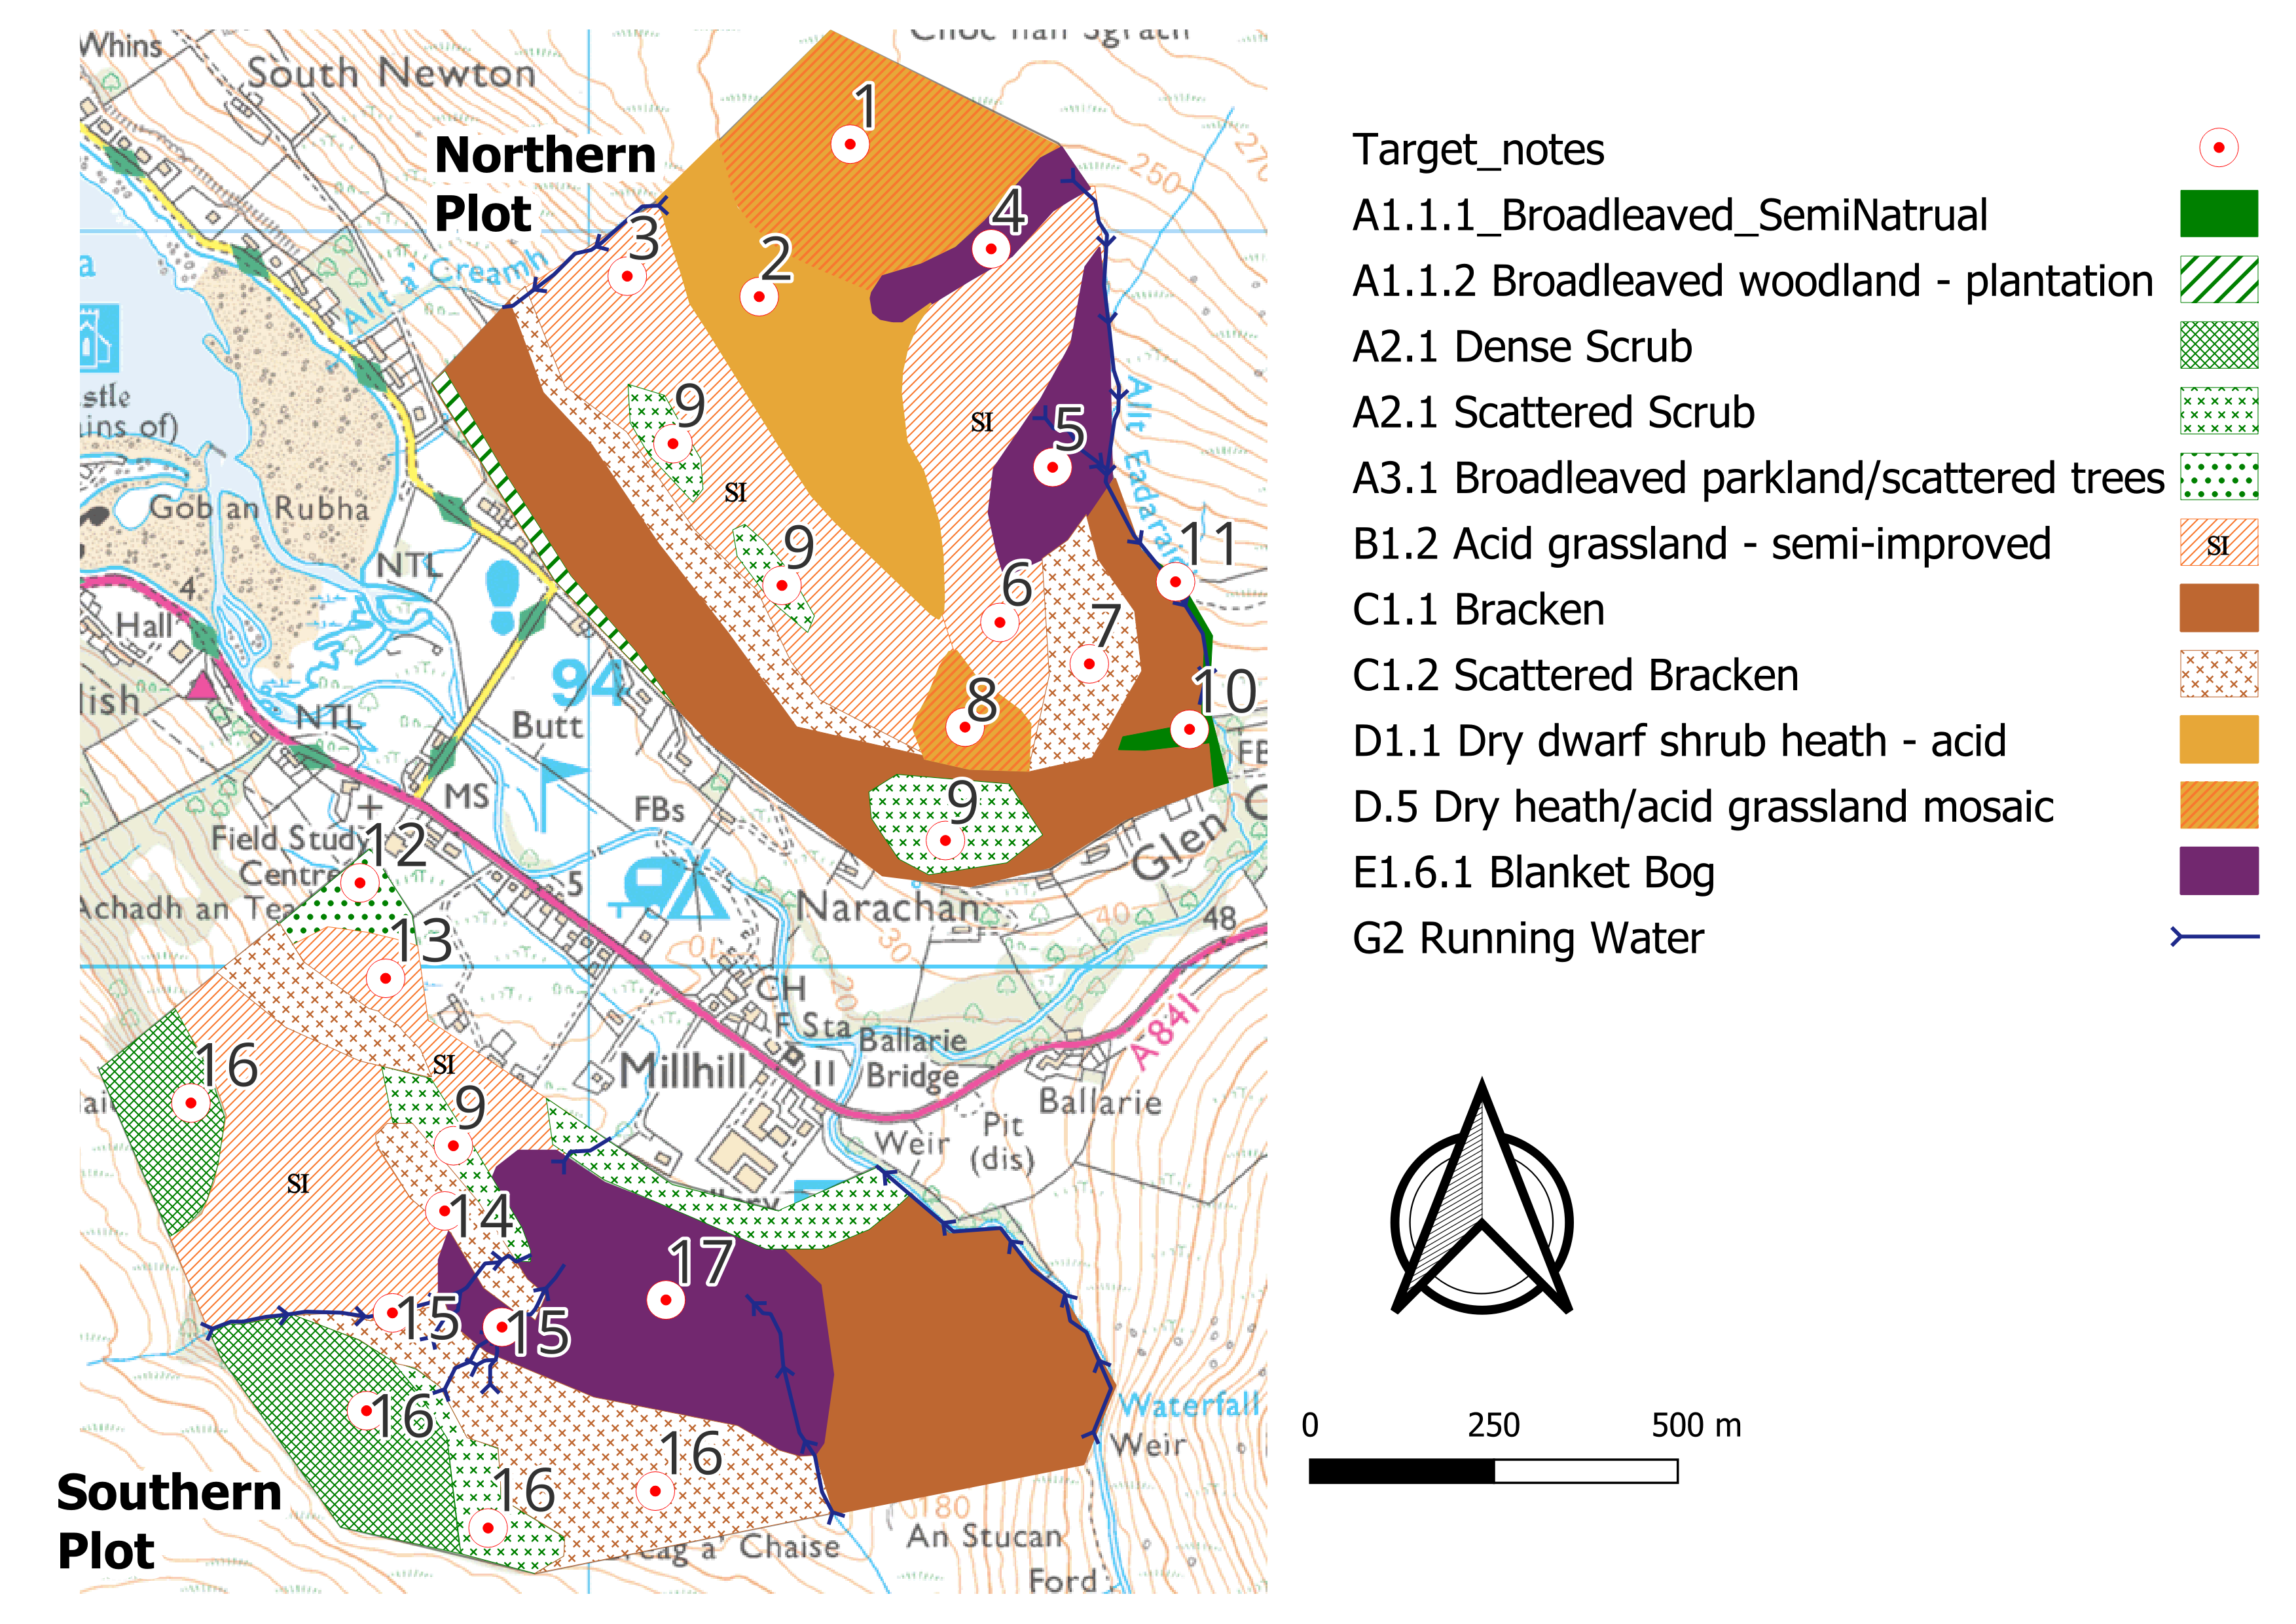 Whins
South Newton
Northern
Plot
1
250
4
3
2
Allt a' Creamh
a
stle
ins of)
9
SI
5
Allt
SI
Gob an Rubha
NTL
9
11
4
Hall
6
7
94
lish
10
8
NTL
Butt
FB
MS
FBs
9
Field Study
Centre
12
Glen
5
Achadh an Tea
Narachan
40
48
13
10
30
CH
20
F Sta
Ballarie
Bridge
A841
16
SI
Millhill
11
9
Ballarie
Pit
(dis)
Weir
SI
14
17
15
15
16
Waterfall
Weir
16
16
Southern
Plot
180
a' Chaise
An Stucan
Ford
Target_notes
A1.1.1_Broadleaved_SemiNatrual
A1.1.2 Broadleaved woodland - plantation
A2.1 Dense Scrub
A2.1 Scattered Scrub
A3.1 Broadleaved parkland/scattered trees
B1.2 Acid grassland - semi-improved SI
C1.1 Bracken
C1.2 Scattered Bracken
D1.1 Dry dwarf shrub heath - acid
D.5 Dry heath/acid grassland mosaic
E1.6.1 Blanket Bog
G2 Running Water
0 250 500 m